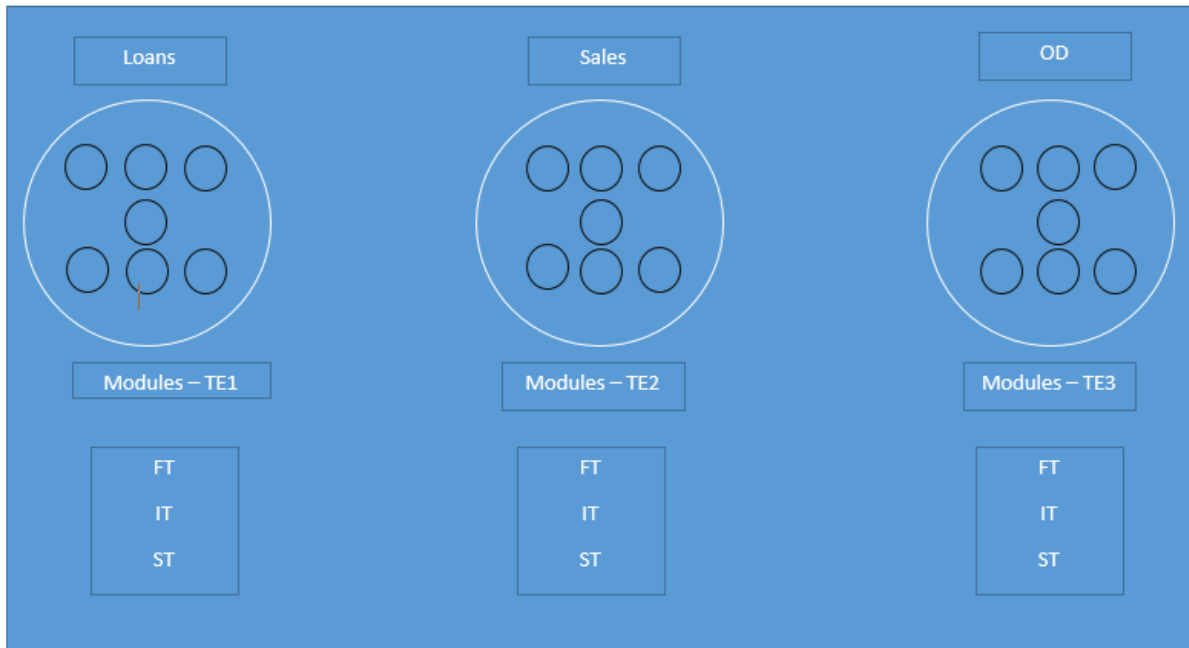 Loans
Sales
OD
Modules – TE1
Modules – TE2
Modules – TE3
FT
IT
ST
FT
IT
ST
FT
IT
ST